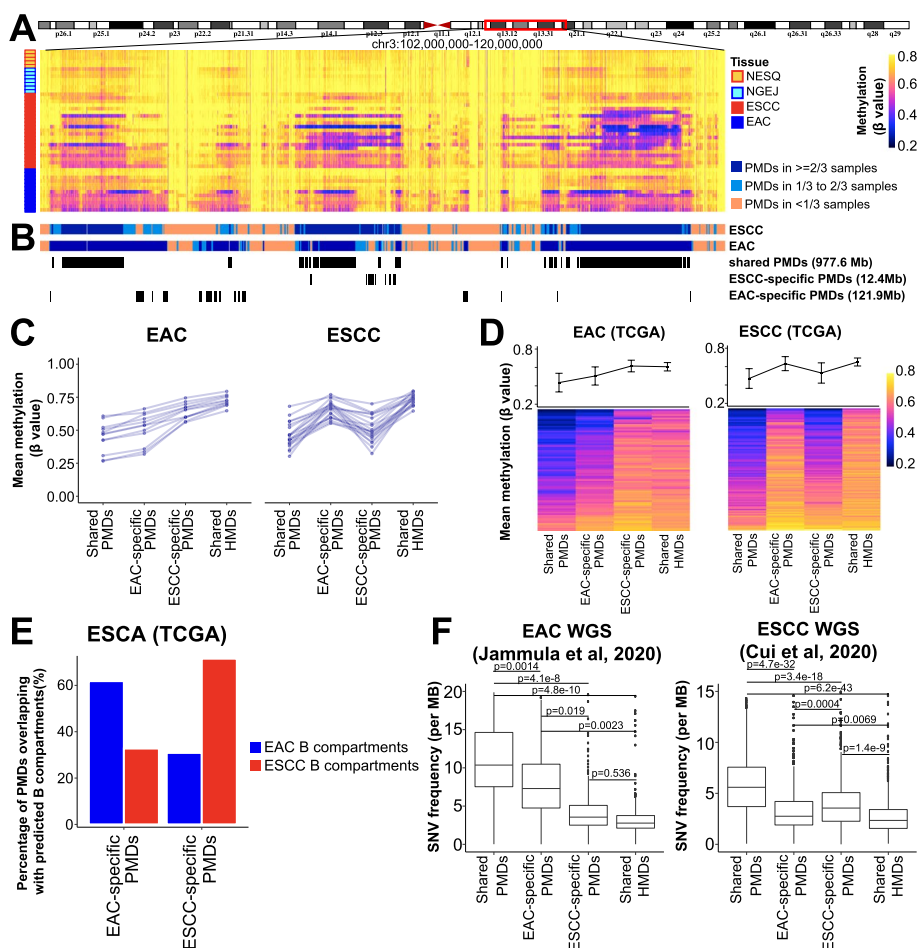 A
p26.1 p25.1 p24.2 p23 p22 p21.33 p21.31 p14.3 p14.1 p12.3 p12.1 q11.1 q12.1 q13.12 q13.31 q21.1 q22.1 q23 q24 q25.1 q26.1 q26.31 q26.33 q28 q29
chr3:102,000,000-120,000,000
Tissue
NESQ
NGEJ
ESCC
EAC
Methylation
(β value)
0.8
0.6
0.4
0.2
PMDs in >=2/3 samples
PMDs in 1/3 to 2/3 samples
PMDs in <1/3 samples
B
ESCC
EAC
shared PMDs (977.6 Mb)
ESCC-specific PMDs (12.4Mb)
EAC-specific PMDs (121.9Mb)
C
EAC
ESCC
Mean methylation
(β value)
1.00
0.75
0.50
0.25
0.00
Shared
PMDs
EAC-specific
PMDs
ESCC-specific
PMDs
Shared
HMDs
Shared
PMDs
EAC-specific
PMDs
ESCC-specific
PMDs
Shared
HMDs
D
EAC (TCGA)
ESCC (TCGA)
Mean methylation (β value)
0.8
0.2
0.8
0.2
0.8
0.6
0.4
0.2
Shared
PMDs
EAC-specific
PMDs
ESCC-specific
PMDs
Shared
HMDs
Shared
PMDs
EAC-specific
PMDs
ESCC-specific
PMDs
Shared
HMDs
E
ESCA (TCGA)
Percentage of PMDs overlapping
with predicted B compartments(%)
60
40
20
0
EAC-specific
PMDs
ESCC-specific
PMDs
EAC B compartments
ESCC B compartments
F
EAC WGS
(Jammula et al, 2020)
p=0.0014
p=4.1e-8
p=4.8e-10
p=0.019
p=0.0023
p=0.536
SNV frequency (per MB)
20
15
10
5
0
Shared
PMDs
EAC-specific
PMDs
ESCC-specific
PMDs
Shared
HMDs
ESCC WGS
(Cui et al, 2020)
p=4.7e-32
p=3.4e-18
p=6.2e-43
p=0.0004
p=0.0069
p=1.4e-9
SNV frequency (per MB)
15
10
5
0
Shared
PMDs
EAC-specific
PMDs
ESCC-specific
PMDs
Shared
HMDs